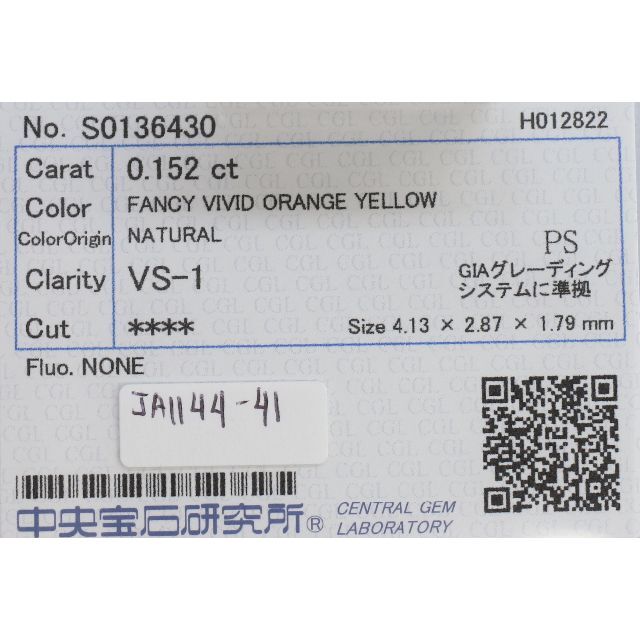 No. S0136430 H012822
Carat 0.152 ct
Color FANCY VIVID ORANGE YELLOW
ColorOrigin NATURAL PS
Clarity VS-1 GIAグレーディング
システムに準拠
Cut **** Size 4.13 × 2.87 × 1.79 mm
Fluo. NONE
JA1144-41
中央宝石研究所® CENTRAL GEM
LABORATORY